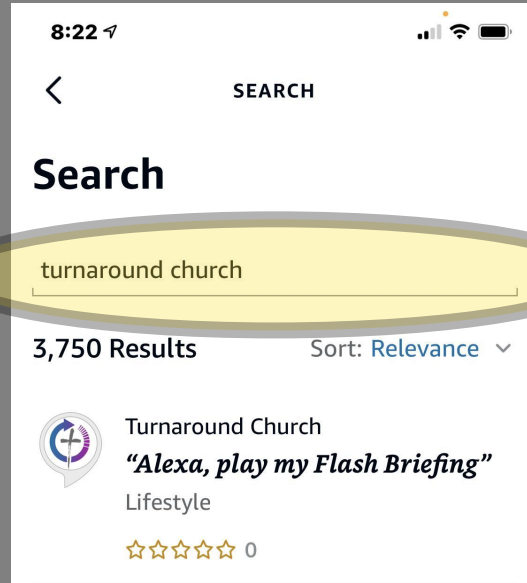 8:22
SEARCH
Search
turnaround church
3,750 Results Sort: Relevance
Turnaround Church
“Alexa, play my Flash Briefing”
Lifestyle
0